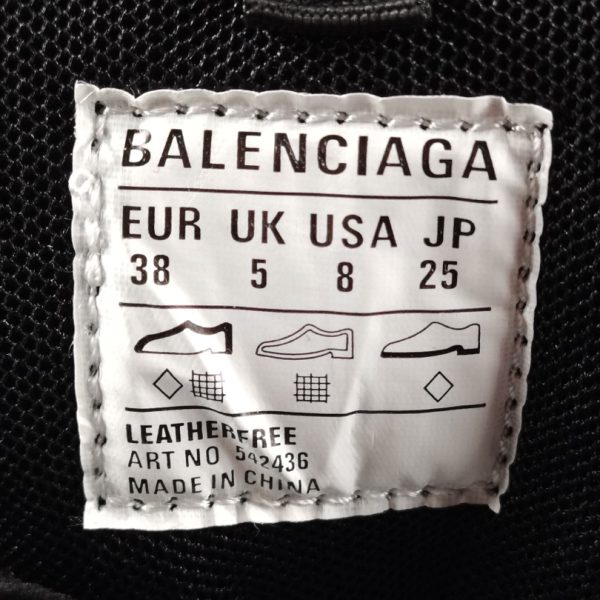 BALENCIAGA
EUR UK USA JP
38 5 8 25
LEATHERFREE
ART NO 542436
MADE IN CHINA